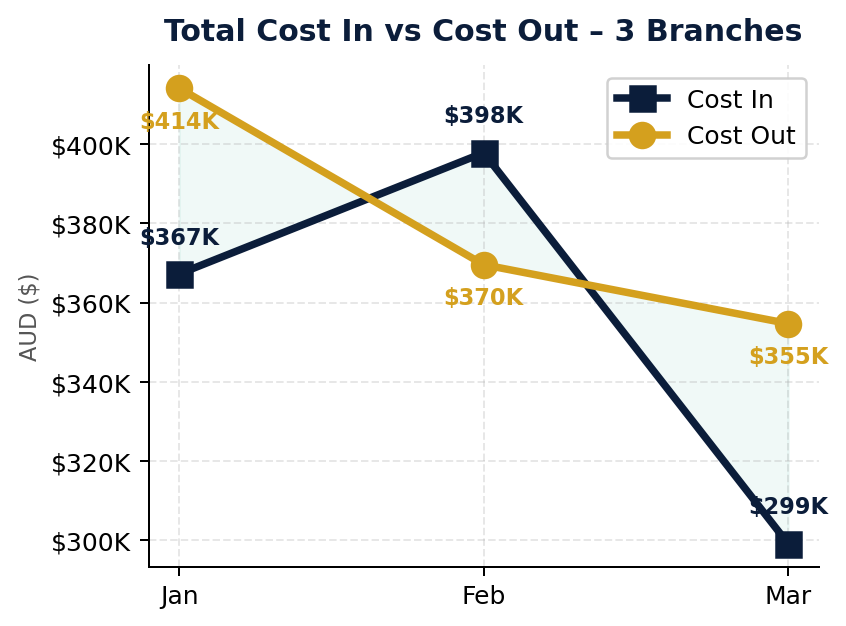 Total Cost In vs Cost Out – 3 Branches
Cost In
Cost Out
AUD ($)
$400K
$380K
$360K
$340K
$320K
$300K
$414K
$367K
$398K
$370K
$355K
$299K
Jan
Feb
Mar